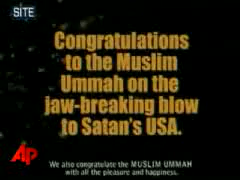 SITE
Congratulations
to the Muslim
Ummah on the
jaw-breaking blow
to Satan's USA.
AP
We also congratulate the MUSLIM UMMAH
with all the pleasure and happiness.